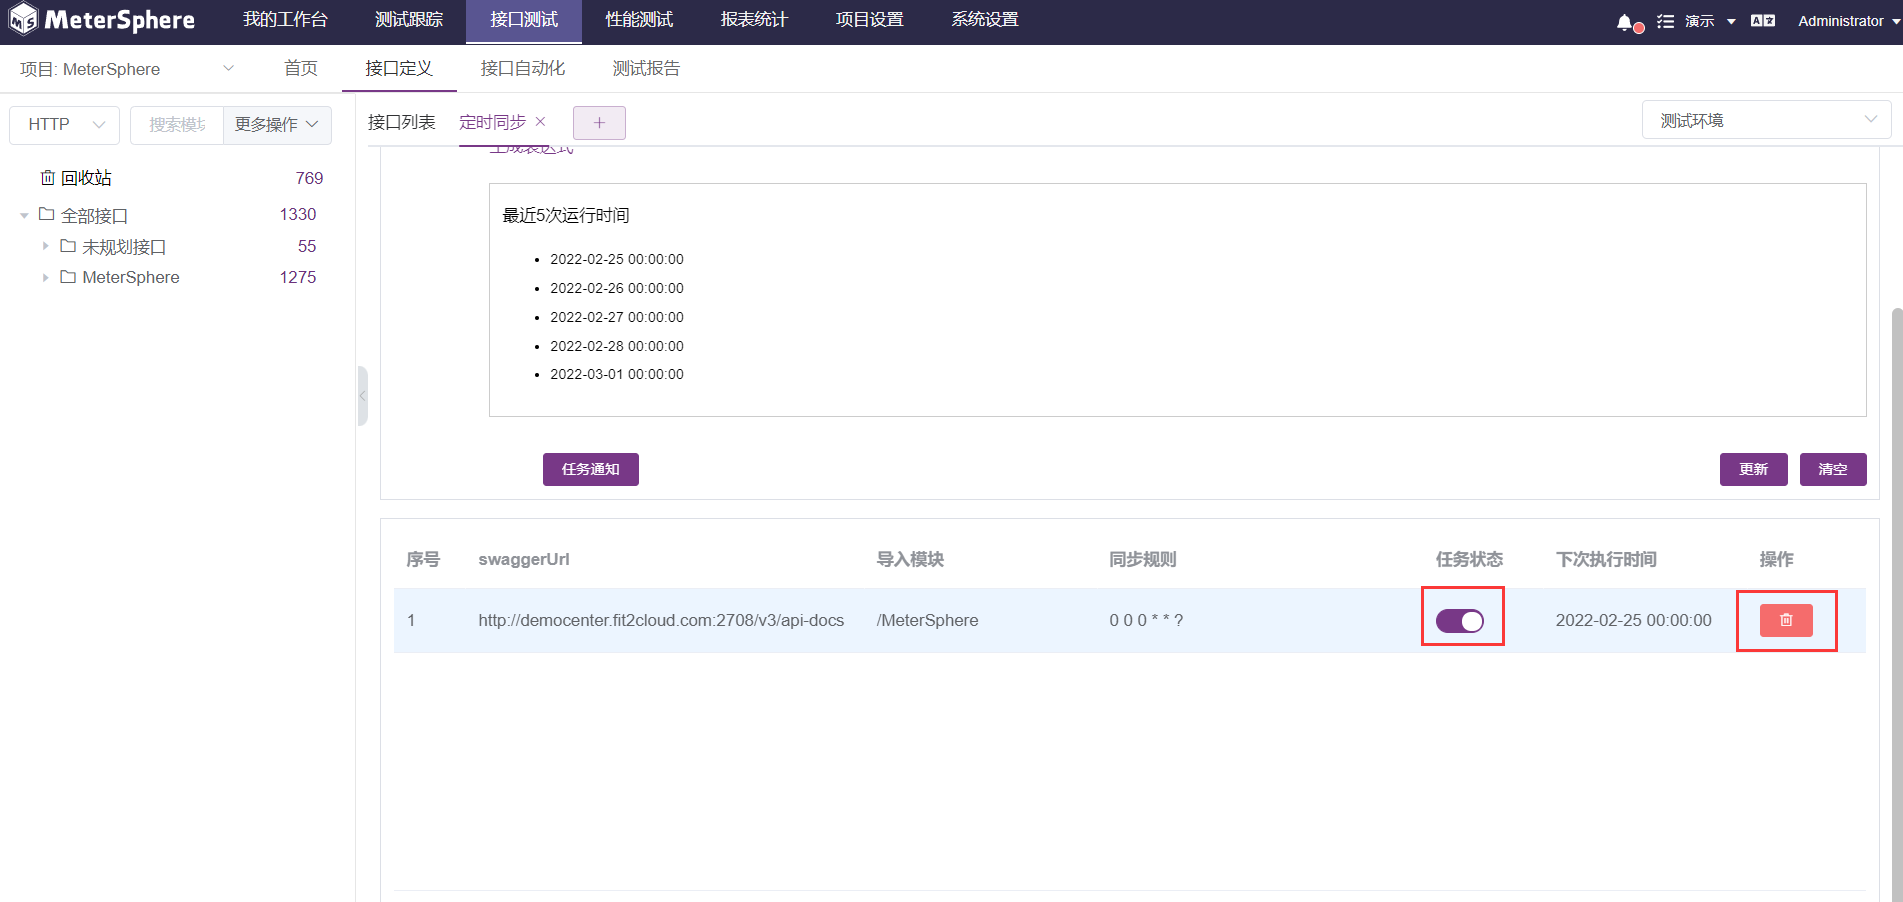 MeterSphere 我的工作台 测试跟踪 接口测试 性能测试 报表统计 项目设置 系统设置 演示 Administrator
项目: MeterSphere 首页 接口定义 接口自动化 测试报告
HTTP 搜索模块 更多操作
接口列表 定时同步 测试环境
回收站 769
全部接口 1330
未规划接口 55
MeterSphere 1275
生成表达式
最近5次运行时间
2022-02-25 00:00:00
2022-02-26 00:00:00
2022-02-27 00:00:00
2022-02-28 00:00:00
2022-03-01 00:00:00
任务通知 更新 清空
序号 swaggerUrl 导入模块 同步规则 任务状态 下次执行时间 操作
1 http://democenter.fit2cloud.com:2708/v3/api-docs /MeterSphere 0 0 0 * * ? 2022-02-25 00:00:00